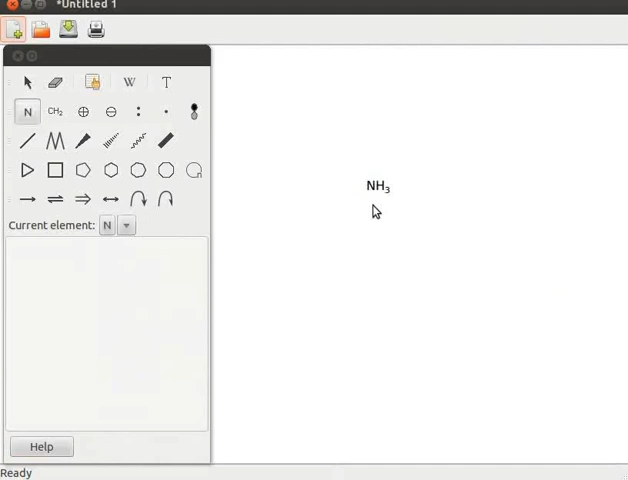 *Untitled 1
W T
N CH₂
n
NH₃
Current element: N
Help
Ready